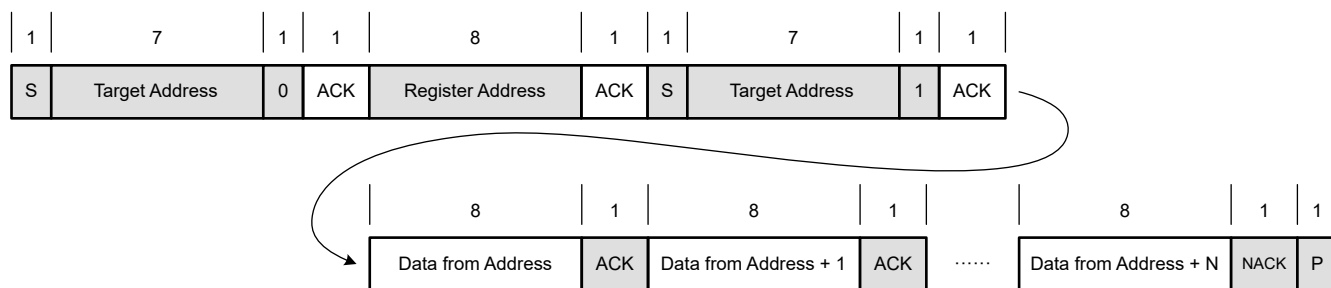 1 7 1 1 8 1 1 7 1 1
S Target Address 0 ACK Register Address ACK S Target Address 1 ACK
8 1 8 1 8 1 1
Data from Address ACK Data from Address + 1 ACK ...... Data from Address + N NACK P